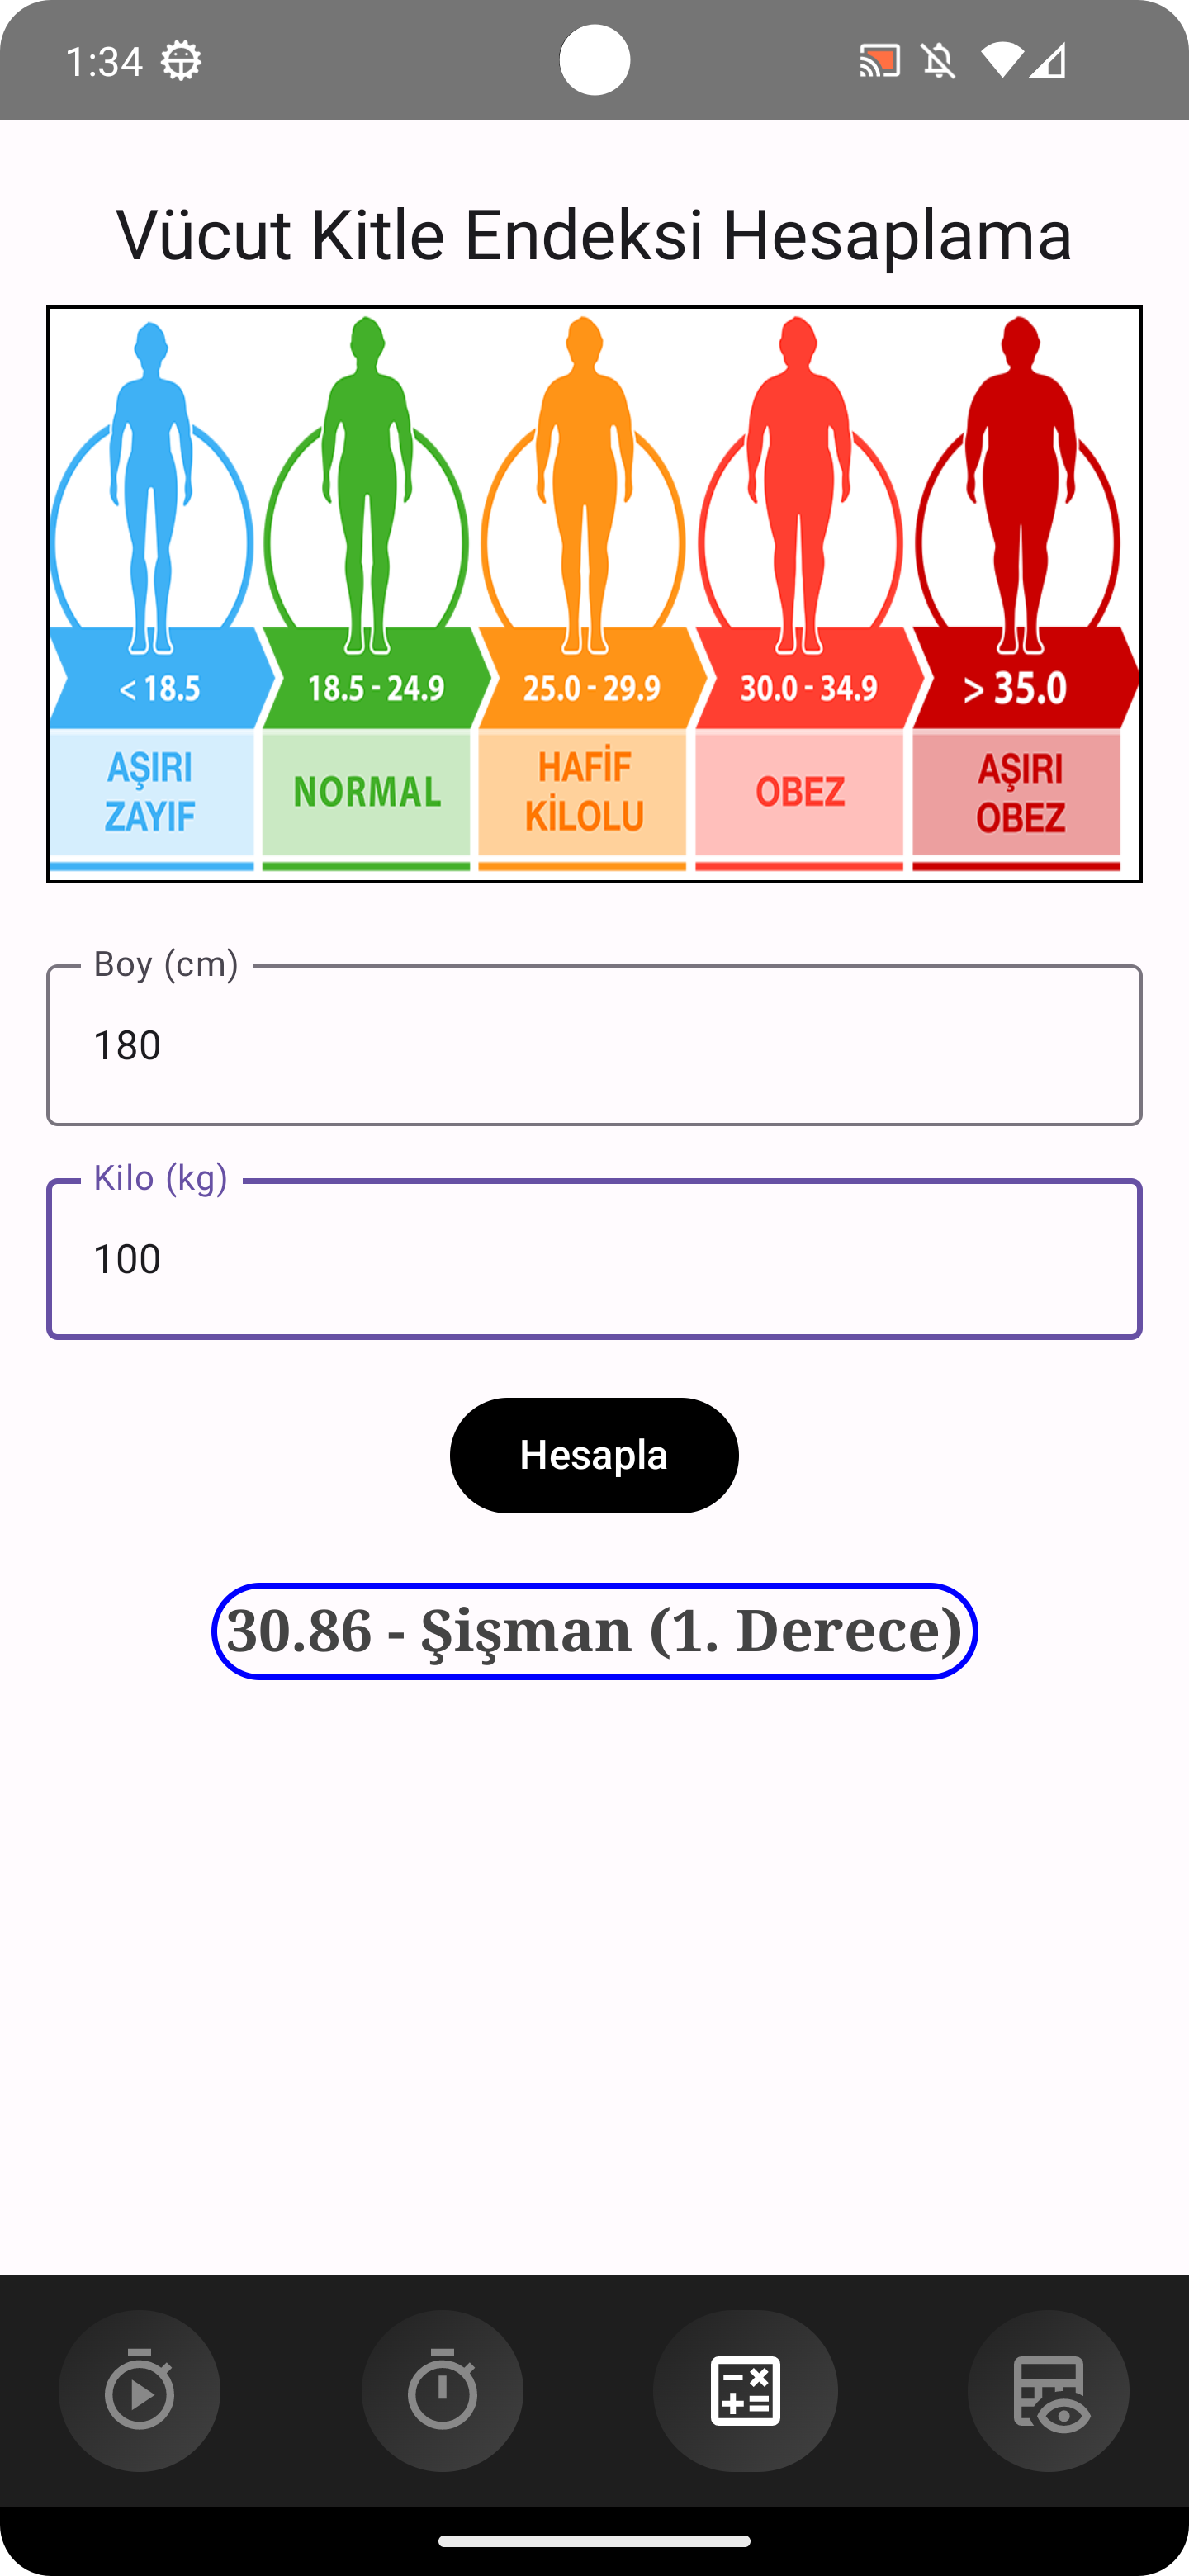 1:34
Vücut Kitle Endeksi Hesaplama
< 18.5 18.5 - 24.9 25.0 - 29.9 30.0 - 34.9 > 35.0
AŞIRI ZAYIF
NORMAL
HAFİF KİLOLU
OBEZ
AŞIRI OBEZ
Boy (cm)
180
Kilo (kg)
100
Hesapla
30.86 - Şişman (1. Derece)